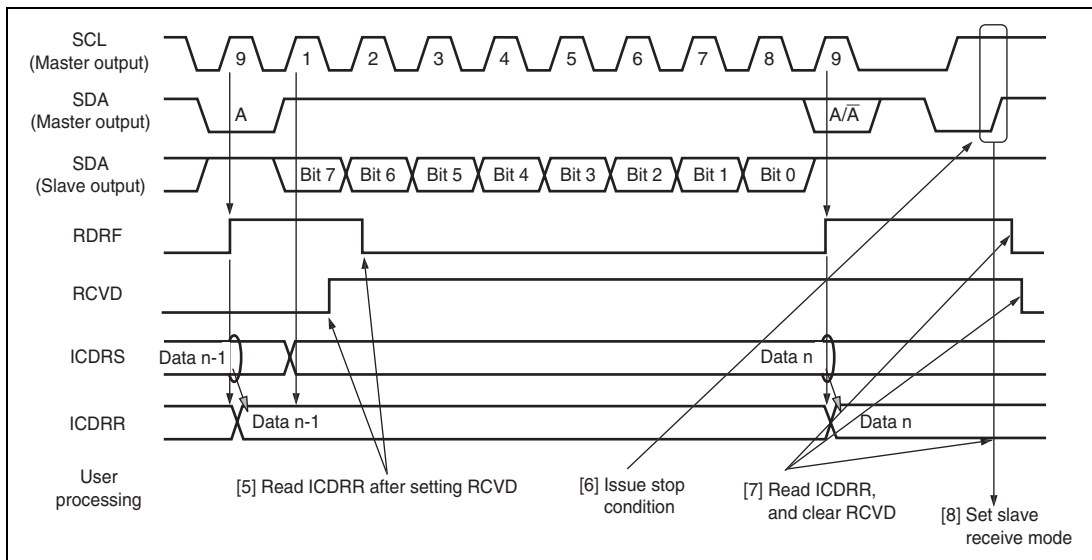 SCL
(Master output)
9 1 2 3 4 5 6 7 8 9
SDA
(Master output)
A A/A̅
SDA
(Slave output)
Bit 7 Bit 6 Bit 5 Bit 4 Bit 3 Bit 2 Bit 1 Bit 0
RDRF
RCVD
ICDRS
Data n-1 Data n
ICDRR
Data n-1 Data n
User
processing
[5] Read ICDRR after setting RCVD
[6] Issue stop
condition
[7] Read ICDRR,
and clear RCVD
[8] Set slave
receive mode